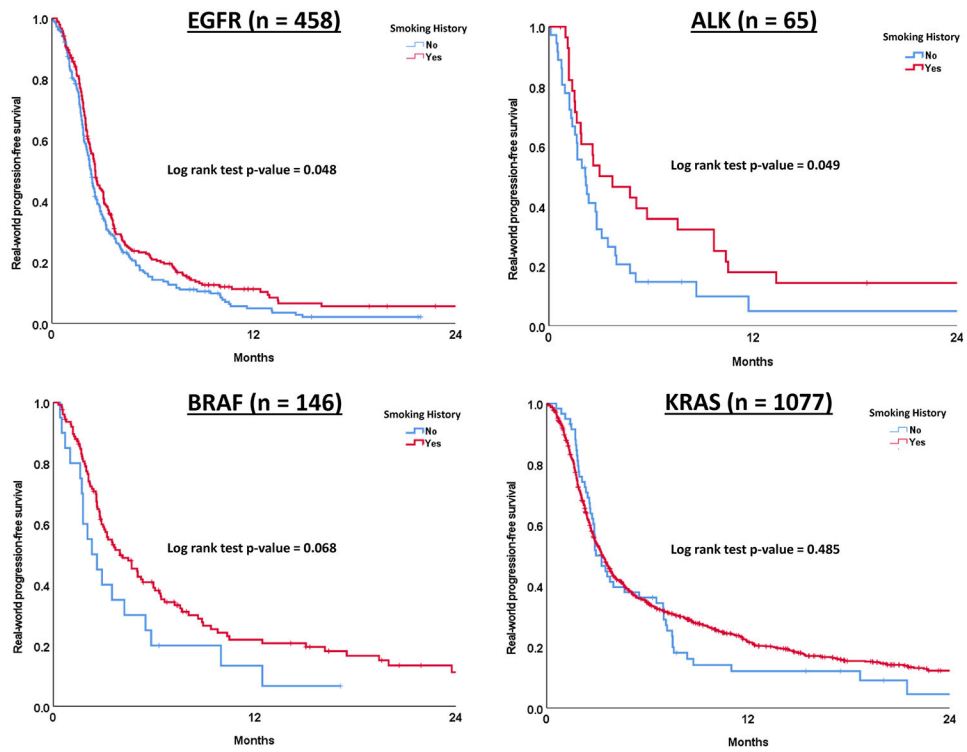 EGFR (n = 458)
Smoking History
No
Yes
Real-world progression-free survival
1.0
0.8
0.6
0.4
0.2
0.0
Log rank test p-value = 0.048
0
12
24
Months
ALK (n = 65)
Smoking History
No
Yes
Real-world progression-free survival
1.0
0.8
0.6
0.4
0.2
0.0
Log rank test p-value = 0.049
0
12
24
Months
BRAF (n = 146)
Smoking History
No
Yes
Real-world progression-free survival
1.0
0.8
0.6
0.4
0.2
0.0
Log rank test p-value = 0.068
0
12
24
Months
KRAS (n = 1077)
Smoking History
No
Yes
Real-world progression-free survival
1.0
0.8
0.6
0.4
0.2
0.0
Log rank test p-value = 0.485
0
12
24
Months